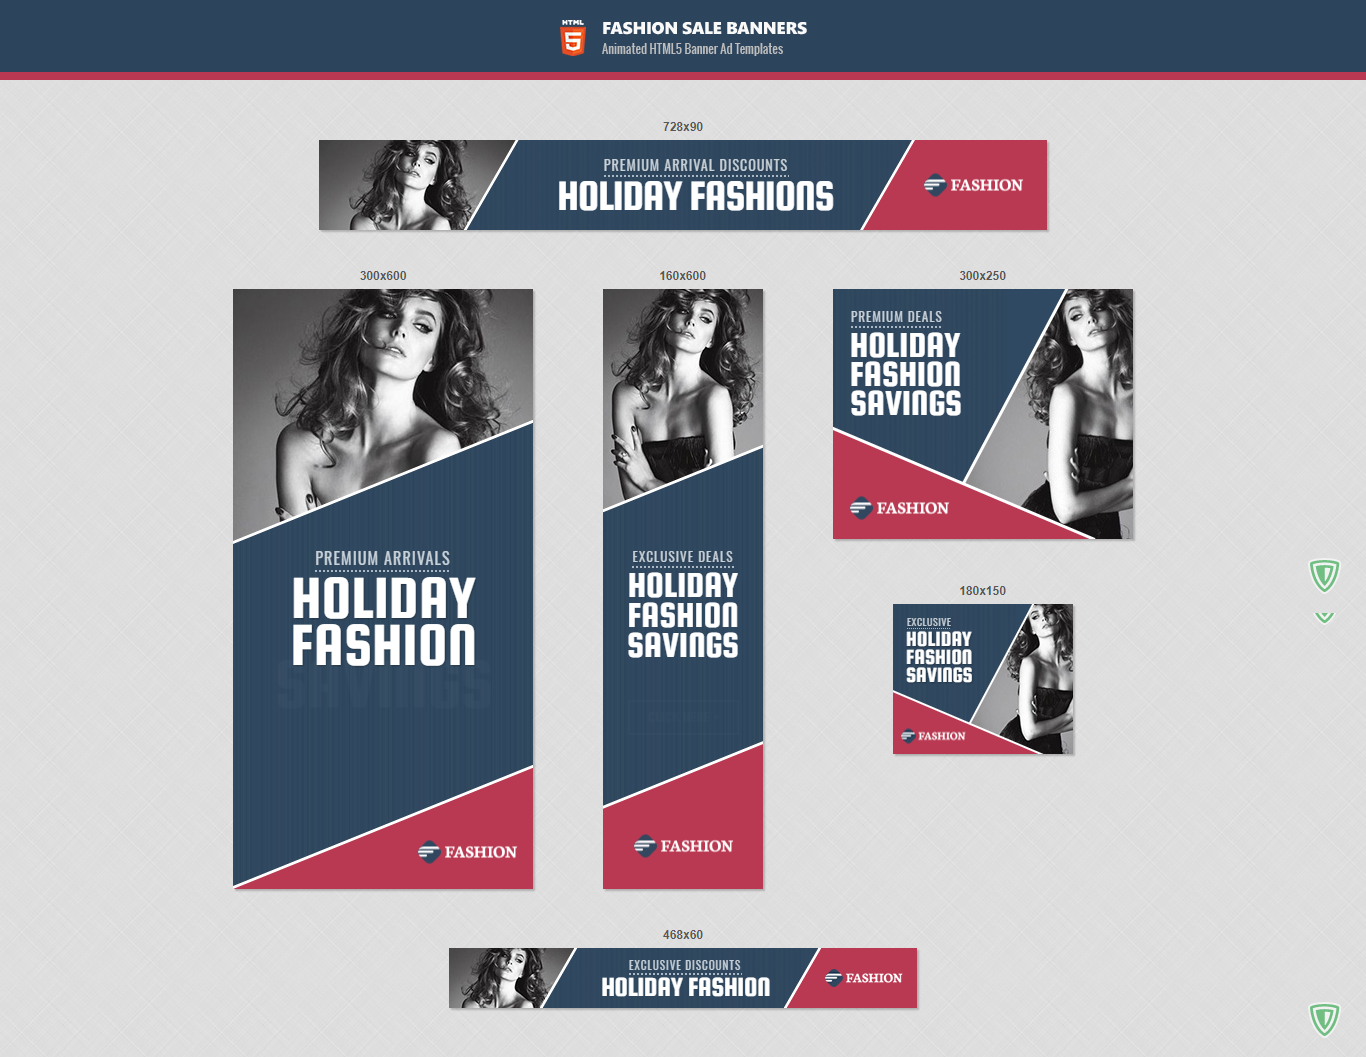 HTML
5
FASHION SALE BANNERS
Animated HTML5 Banner Ad Templates
728x90
PREMIUM ARRIVAL DISCOUNTS
HOLIDAY FASHIONS
FASHION
300x600
PREMIUM ARRIVALS
HOLIDAY
FASHION
SAVINGS
FASHION
160x600
EXCLUSIVE DEALS
HOLIDAY
FASHION
SAVINGS
FASHION
300x250
PREMIUM DEALS
HOLIDAY
FASHION
SAVINGS
FASHION
180x150
EXCLUSIVE
HOLIDAY
FASHION
SAVINGS
FASHION
468x60
EXCLUSIVE DISCOUNTS
HOLIDAY FASHION
FASHION